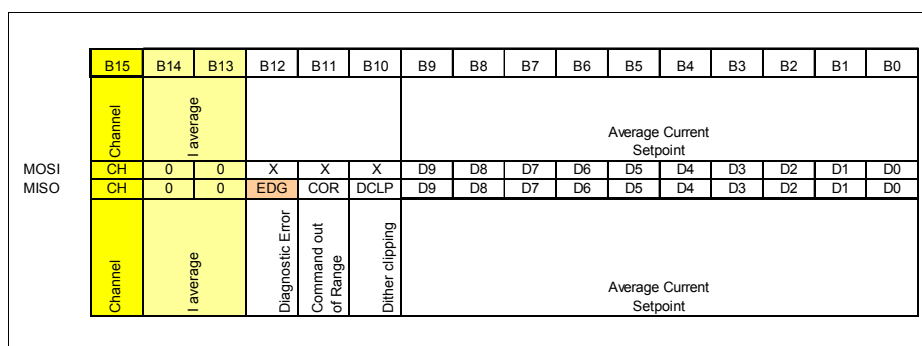 B15 B14 B13 B12 B11 B10 B9 B8 B7 B6 B5 B4 B3 B2 B1 B0
Channel
I average
Average Current
Setpoint
MOSI CH 0 0 X X X D9 D8 D7 D6 D5 D4 D3 D2 D1 D0
MISO CH 0 0 EDG COR DCLP D9 D8 D7 D6 D5 D4 D3 D2 D1 D0
Channel
I average
Diagnostic Error
Command out
of Range
Dither clipping
Average Current
Setpoint